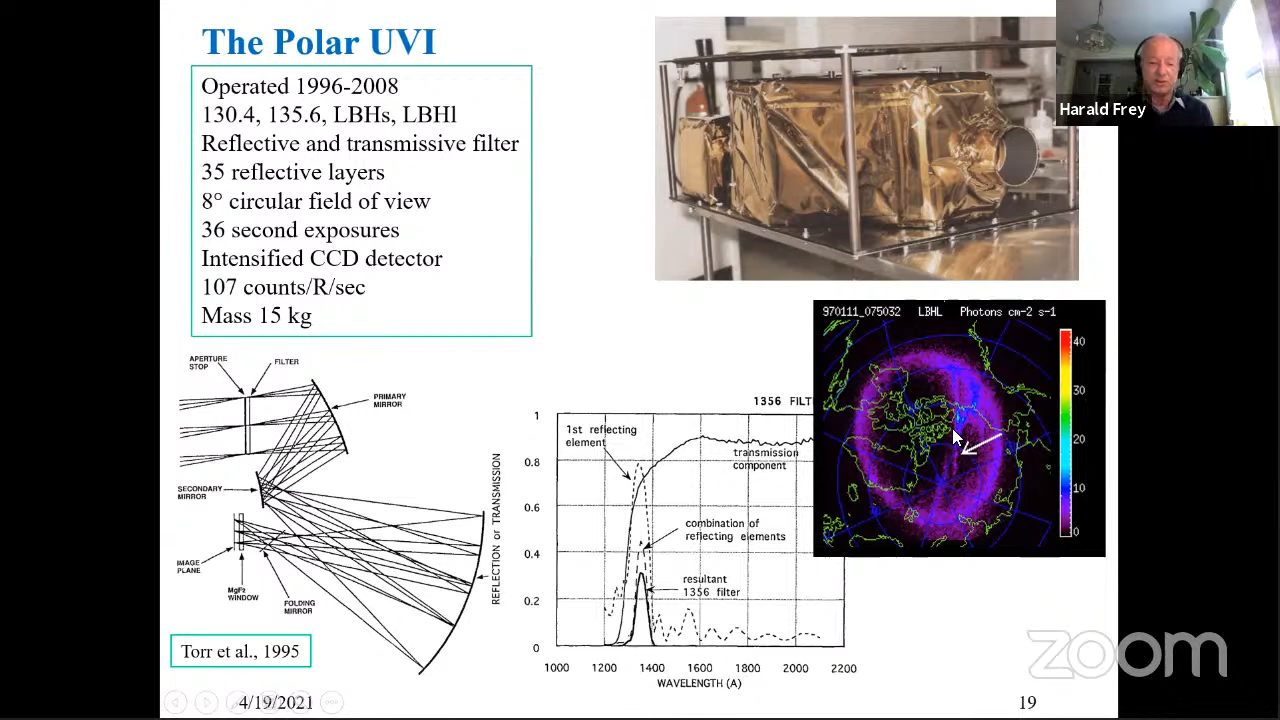 The Polar UVI
Operated 1996-2008
130.4, 135.6, LBHs, LBHl
Reflective and transmissive filter
35 reflective layers
8° circular field of view
36 second exposures
Intensified CCD detector
107 counts/R/sec
Mass 15 kg
Harald Frey
970111_075032 LBHL Photons cm-2 s-1
40
30
20
10
0
APERTURE
STOP
FILTER
PRIMARY
MIRROR
SECONDARY
MIRROR
IMAGE
PLANE
MgF2
WINDOW
FOLDING
MIRROR
1356 FILT
REFLECTION or TRANSMISSION
1
0.8
0.6
0.4
0.2
0
1st reflecting
element
transmission
component
combination of
reflecting elements
resultant
1356 filter
1000 1200 1400 1600 1800 2000 2200
WAVELENGTH (A)
Torr et al., 1995
zoom
4/19/2021
19